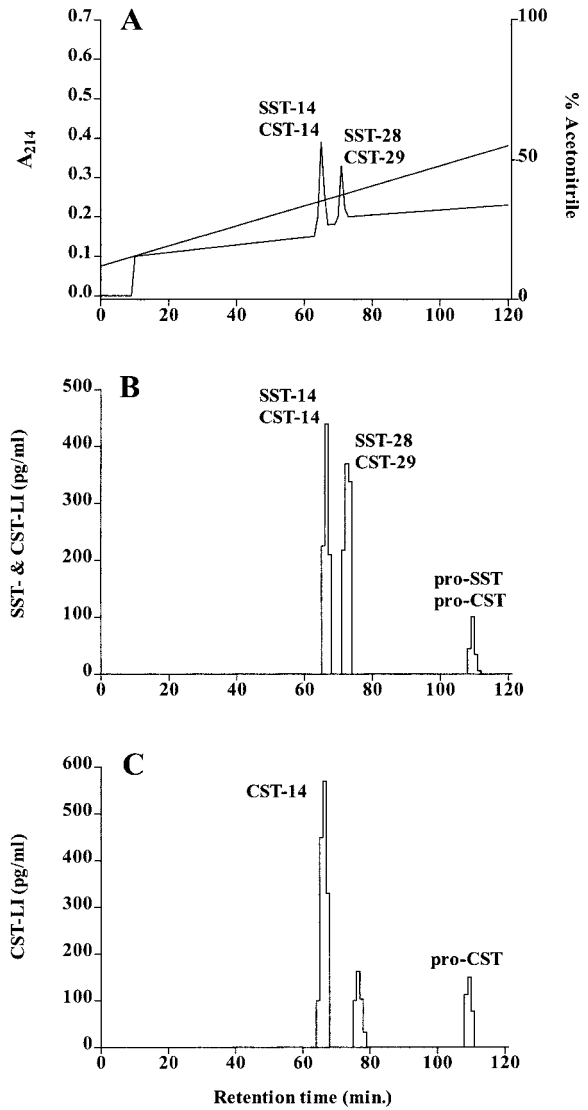 A
0.7
0.6
0.5
0.4
0.3
0.2
0.1
0.0
A214
100
50
0
% Acetonitrile
SST-14
CST-14
SST-28
CST-29
0 20 40 60 80 100 120
B
500
400
300
200
100
0
SST- & CST-LI (pg/ml)
SST-14
CST-14
SST-28
CST-29
pro-SST
pro-CST
0 20 40 60 80 100 120
C
600
500
400
300
200
100
0
CST-LI (pg/ml)
CST-14
pro-CST
0 20 40 60 80 100 120
Retention time (min.)